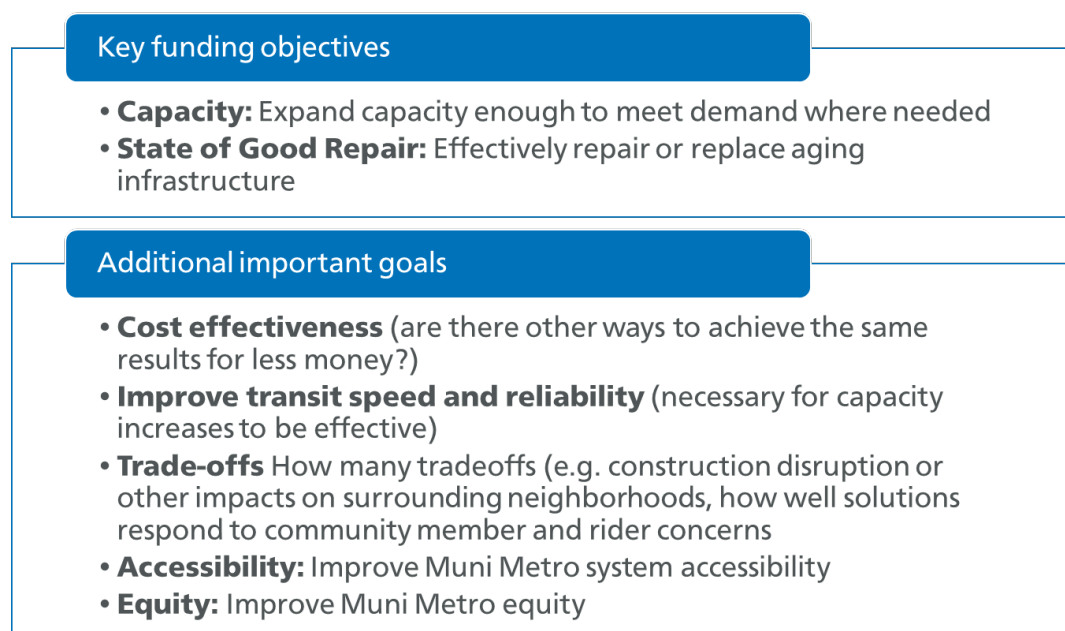 Key funding objectives
• Capacity: Expand capacity enough to meet demand where needed
• State of Good Repair: Effectively repair or replace aging
infrastructure
Additional important goals
• Cost effectiveness (are there other ways to achieve the same
results for less money?)
• Improve transit speed and reliability (necessary for capacity
increases to be effective)
• Trade-offs How many tradeoffs (e.g. construction disruption or
other impacts on surrounding neighborhoods, how well solutions
respond to community member and rider concerns
• Accessibility: Improve Muni Metro system accessibility
• Equity: Improve Muni Metro equity